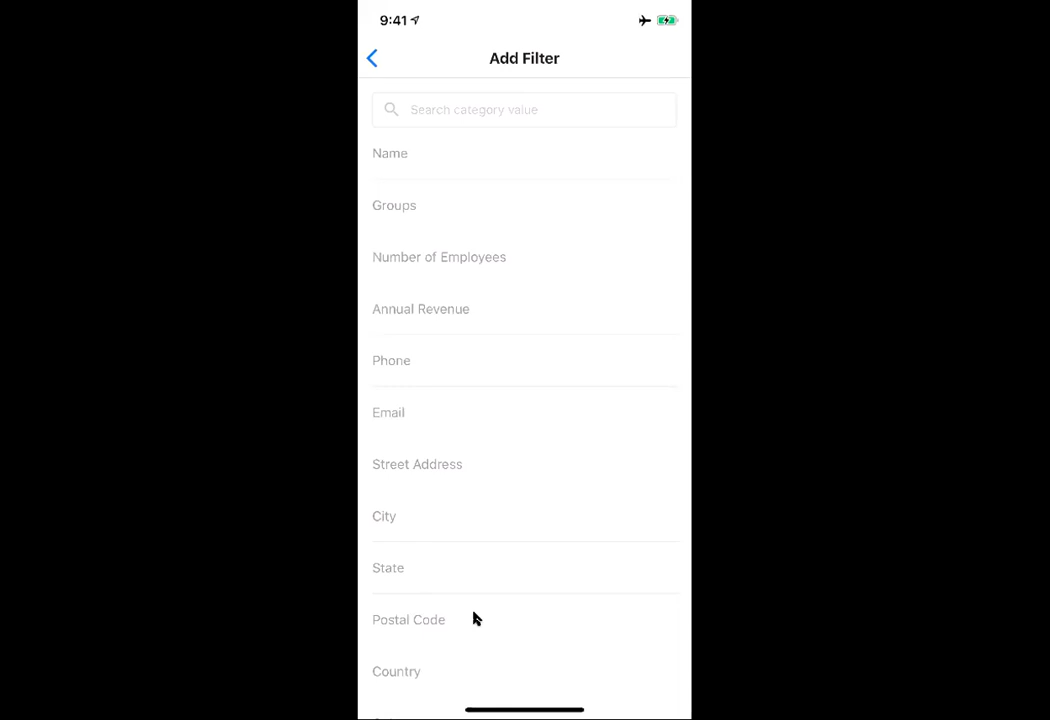 9:41
Add Filter
Search category value
Name
Groups
Number of Employees
Annual Revenue
Phone
Email
Street Address
City
State
Postal Code
Country